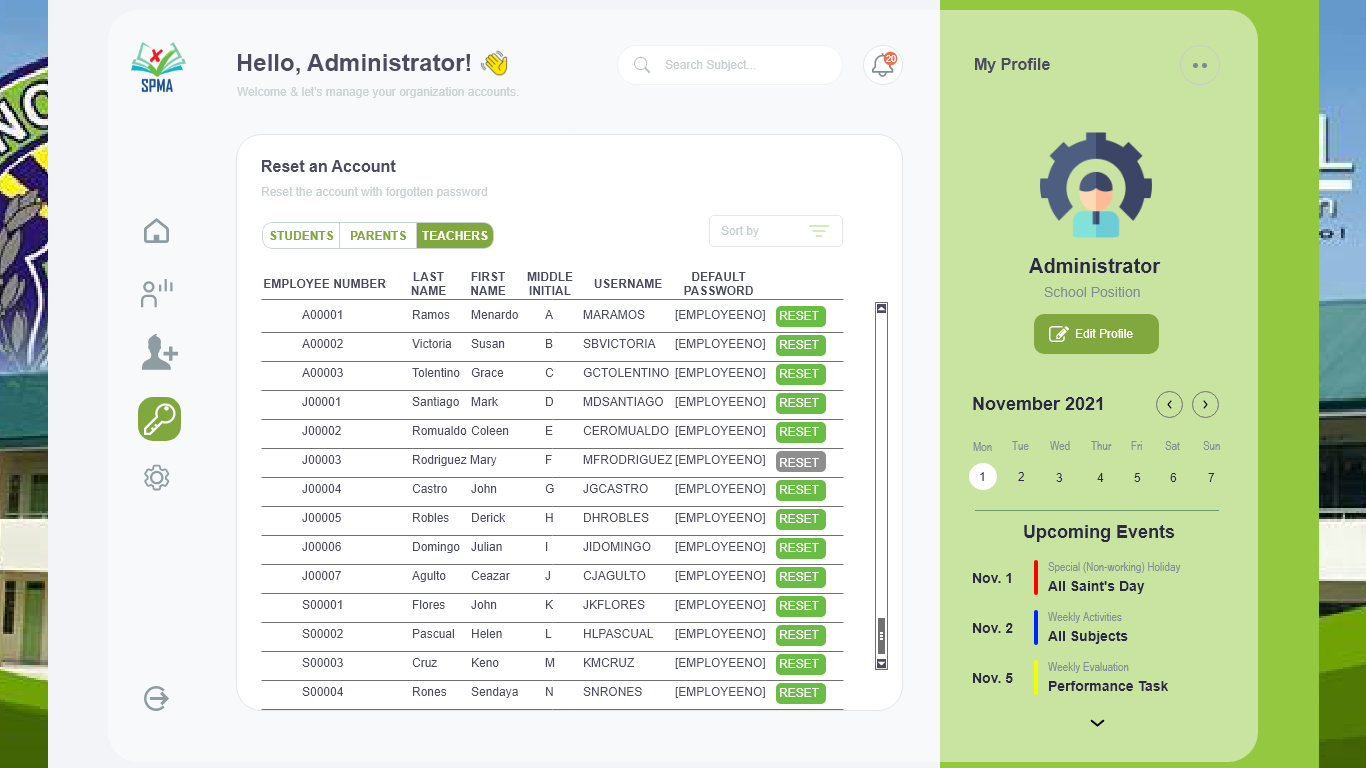 SPMA
Hello, Administrator!
Welcome & let's manage your organization accounts.
Search Subject...
20
Reset an Account
Reset the account with forgotten password
STUDENTS PARENTS TEACHERS
Sort by
EMPLOYEE NUMBER LAST NAME FIRST NAME MIDDLE INITIAL USERNAME DEFAULT PASSWORD
A00001 Ramos Menardo A MARAMOS [EMPLOYEENO] RESET
A00002 Victoria Susan B SBVICTORIA [EMPLOYEENO] RESET
A00003 Tolentino Grace C GCTOLENTINO [EMPLOYEENO] RESET
J00001 Santiago Mark D MDSANTIAGO [EMPLOYEENO] RESET
J00002 Romualdo Coleen E CEROMUALDO [EMPLOYEENO] RESET
J00003 Rodriguez Mary F MFRODRIGUEZ [EMPLOYEENO] RESET
J00004 Castro John G JGCASTRO [EMPLOYEENO] RESET
J00005 Robles Derick H DHROBLES [EMPLOYEENO] RESET
J00006 Domingo Julian I JIDOMINGO [EMPLOYEENO] RESET
J00007 Agulto Ceazar J CJAGULTO [EMPLOYEENO] RESET
S00001 Flores John K JKFLORES [EMPLOYEENO] RESET
S00002 Pascual Helen L HLPASCUAL [EMPLOYEENO] RESET
S00003 Cruz Keno M KMCRUZ [EMPLOYEENO] RESET
S00004 Rones Sendaya N SNRONES [EMPLOYEENO] RESET
My Profile
Administrator
School Position
Edit Profile
November 2021
Mon Tue Wed Thur Fri Sat Sun
1 2 3 4 5 6 7
Upcoming Events
Special (Non-working) Holiday
Nov. 1 All Saint's Day
Weekly Activities
Nov. 2 All Subjects
Weekly Evaluation
Nov. 5 Performance Task